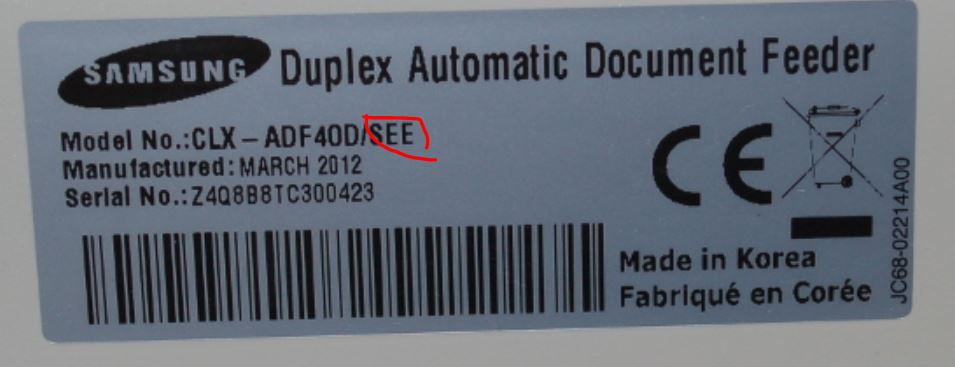 SAMSUNG Duplex Automatic Document Feeder
Model No.:CLX-ADF40D/SEE
Manufactured: MARCH 2012
Serial No.:Z4Q8B8TC300423
CE
Made in Korea
Fabriqué en Corée
JC68-02214A00